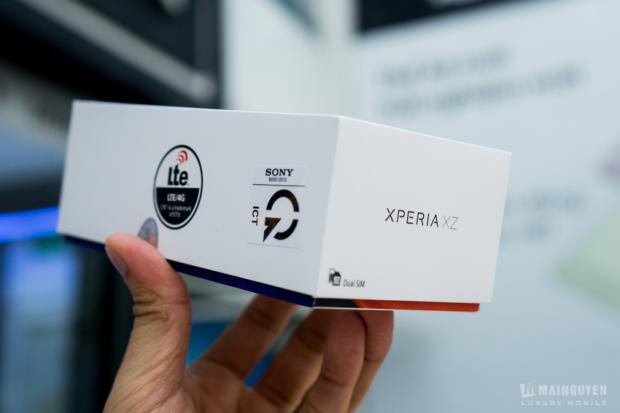 Lte
LTE/4G
SONY
ICT
XPERIA XZ
Dual SIM
MAINGUYEN
LUXURY MOBILE